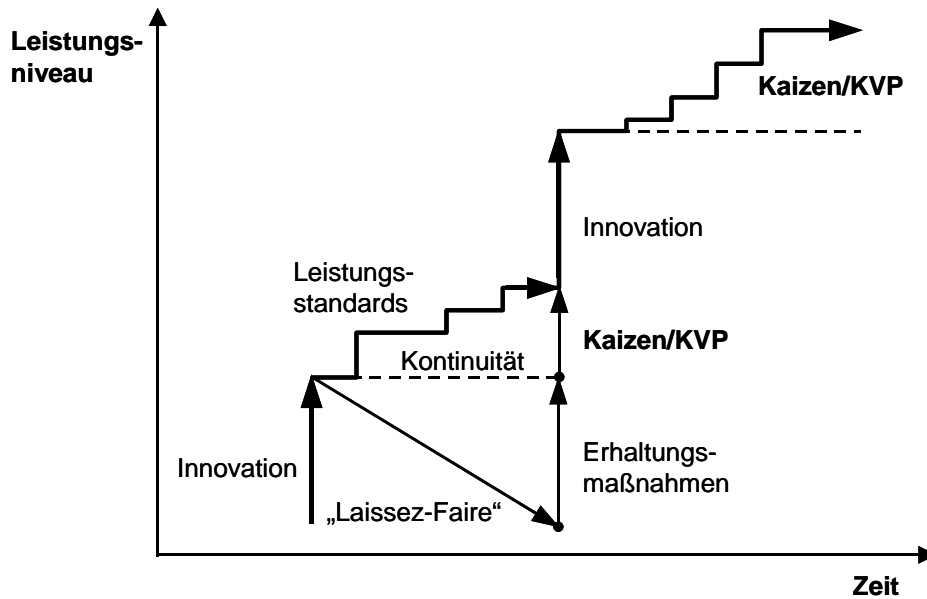 Leistungs-
niveau
Kaizen/KVP
Innovation
Leistungs-
standards
Kaizen/KVP
Kontinuität
Erhaltungs-
maßnahmen
Innovation
„Laissez-Faire“
Zeit